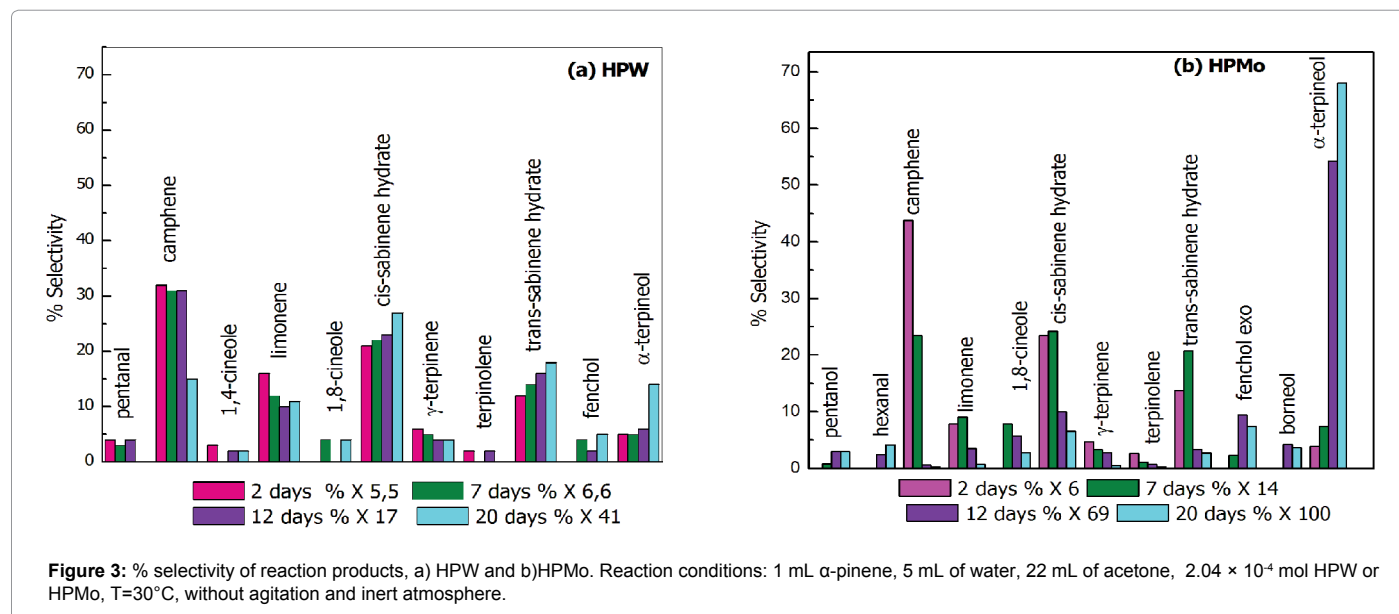 (a) HPW
% Selectivity
70
60
50
40
30
20
10
0
pentanal
camphene
1,4-cineole
limonene
1,8-cineole
cis-sabinene hydrate
γ-terpinene
terpinolene
trans-sabinene hydrate
fenchol
α-terpineol
2 days % X 5,5
7 days % X 6,6
12 days % X 17
20 days % X 41
(b) HPMo
% Selectivity
70
60
50
40
30
20
10
0
pentanol
hexanal
camphene
limonene
1,8-cineole
cis-sabinene hydrate
γ-terpinene
terpinolene
trans-sabinene hydrate
fenchol exo
borneol
α-terpineol
2 days % X 6
7 days % X 14
12 days % X 69
20 days % X 100
Figure 3: % selectivity of reaction products, a) HPW and b)HPMo. Reaction conditions: 1 mL α-pinene, 5 mL of water, 22 mL of acetone, 2.04 × 10⁻⁴ mol HPW or
HPMo, T=30°C, without agitation and inert atmosphere.